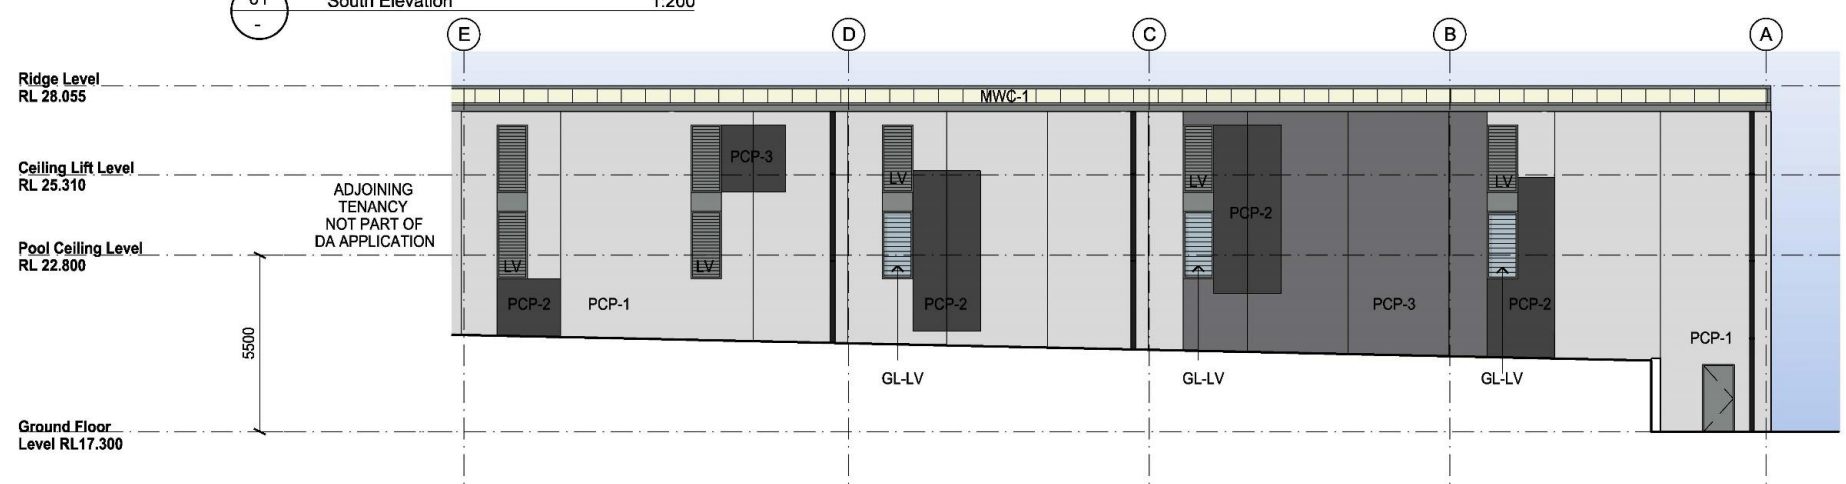 01
-
South Elevation 1:200
E D C B A
Ridge Level
RL 28.055
MWC-1
Ceiling Lift Level
RL 25.310
PCP-3
LV LV LV
ADJOINING
TENANCY
NOT PART OF
DA APPLICATION
PCP-2
Pool Ceiling Level
RL 22.800
LV LV
PCP-2 PCP-1 PCP-2 PCP-3 PCP-2
5500
PCP-1
GL-LV GL-LV GL-LV
Ground Floor
Level RL17.300